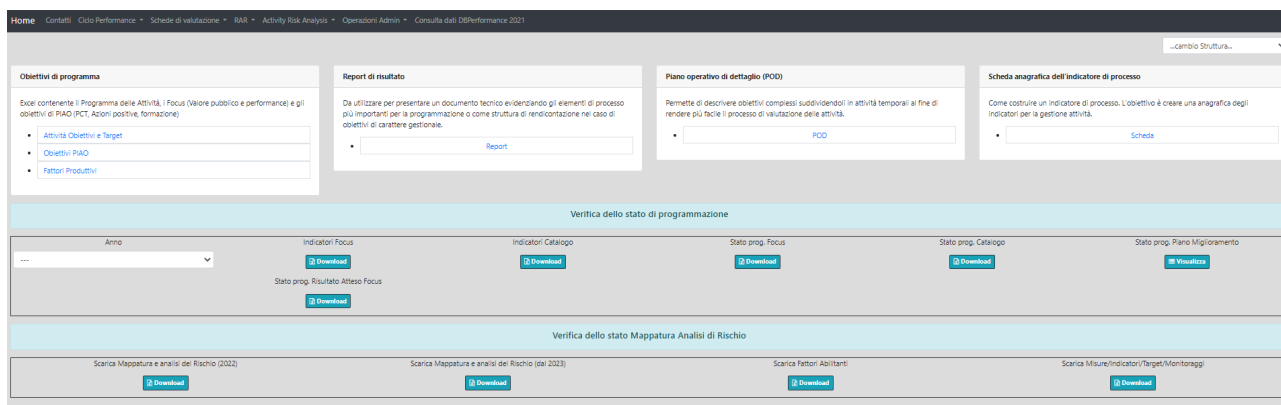 Home Contatti Ciclo Performance Schede di valutazione RAR Activity Risk Analysis Operazioni Admin Consulta dati DBPerformance 2021
...cambio Struttura...
Obiettivi di programma
Excel contenente il Programma delle Attività, i Focus (Valore pubblico e performance) e gli
obiettivi di PIAO (PCT, Azioni positive, formazione)
Attività Obiettivi e Target
Obiettivi PIAO
Fattori Produttivi
Report di risultato
Da utilizzare per presentare un documento tecnico evidenziando gli elementi di processo
più importanti per la programmazione o come struttura di rendicontazione nel caso di
obiettivi di carattere gestionale.
Report
Piano operativo di dettaglio (POD)
Permette di descrivere obiettivi complessi suddividendoli in attività temporali al fine di
rendere più facile il processo di valutazione delle attività.
POD
Scheda anagrafica dell'indicatore di processo
Come costruire un indicatore di processo. L'obiettivo è creare una anagrafica degli
indicatori per la gestione attività.
Scheda
Verifica dello stato di programmazione
Anno Indicatori Focus Indicatori Catalogo Stato prog. Focus Stato prog. Catalogo Stato prog. Piano Miglioramento
--- Download Download Download Download Visualizza
Stato prog. Risultato Atteso Focus
Download
Verifica dello stato Mappatura Analisi di Rischio
Scarica Mappatura e analisi del Rischio (2022) Scarica Mappatura e analisi del Rischio (dal 2023) Scarica Fattori Abilitanti Scarica Misure/Indicatori/Target/Monitoraggi
Download Download Download Download